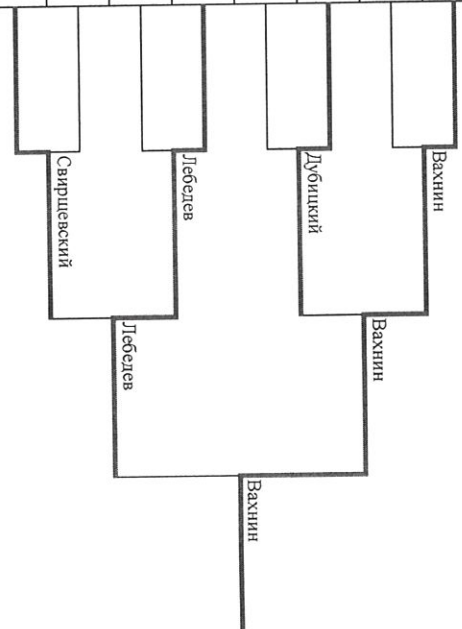 Вахнин
Дубицкий
Лебедев
Свирщевский
Вахнин
Лебедев
Вахнин